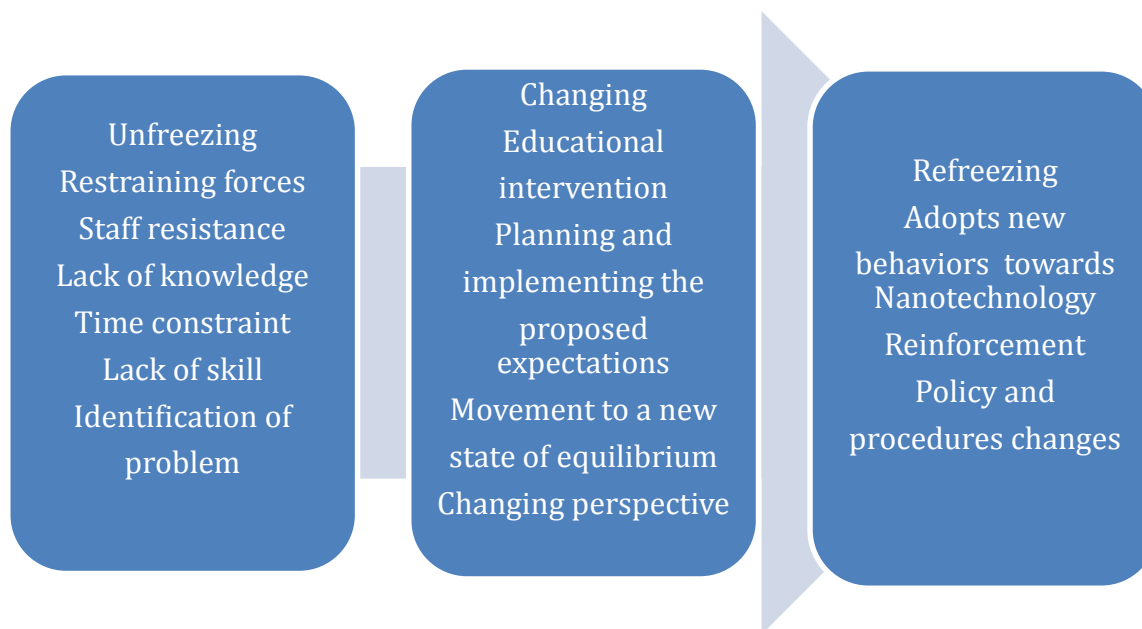 Unfreezing
Restraining forces
Staff resistance
Lack of knowledge
Time constraint
Lack of skill
Identification of
problem
Changing
Educational
intervention
Planning and
implementing the
proposed
expectations
Movement to a new
state of equilibrium
Changing perspective
Refreezing
Adopts new
behaviors  towards
Nanotechnology
Reinforcement
Policy and
procedures changes